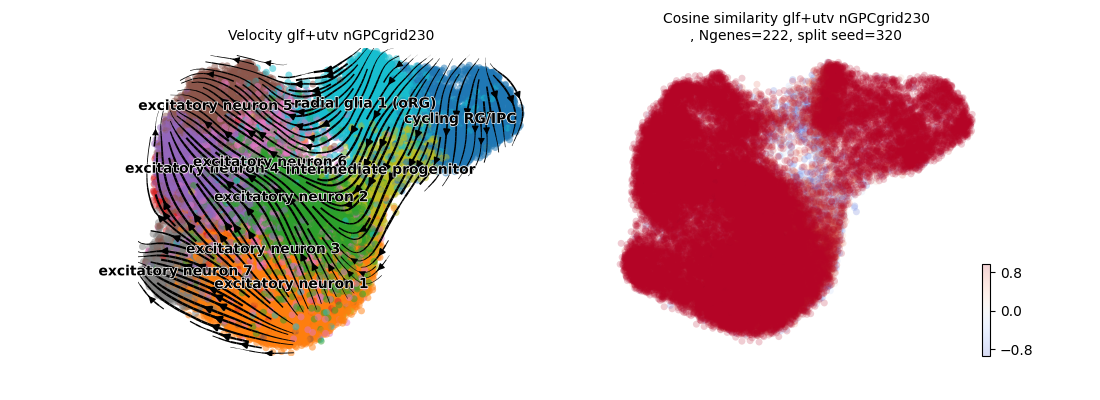 Velocity glf+utv nGPCgrid230
excitatory neuron 5
radial glia 1 (oRG)
cycling RG/IPC
excitatory neuron 6
excitatory neuron 4
intermediate progenitor
excitatory neuron 2
excitatory neuron 3
excitatory neuron 7
excitatory neuron 1
Cosine similarity glf+utv nGPCgrid230
, Ngenes=222, split seed=320
0.8
0.0
−0.8